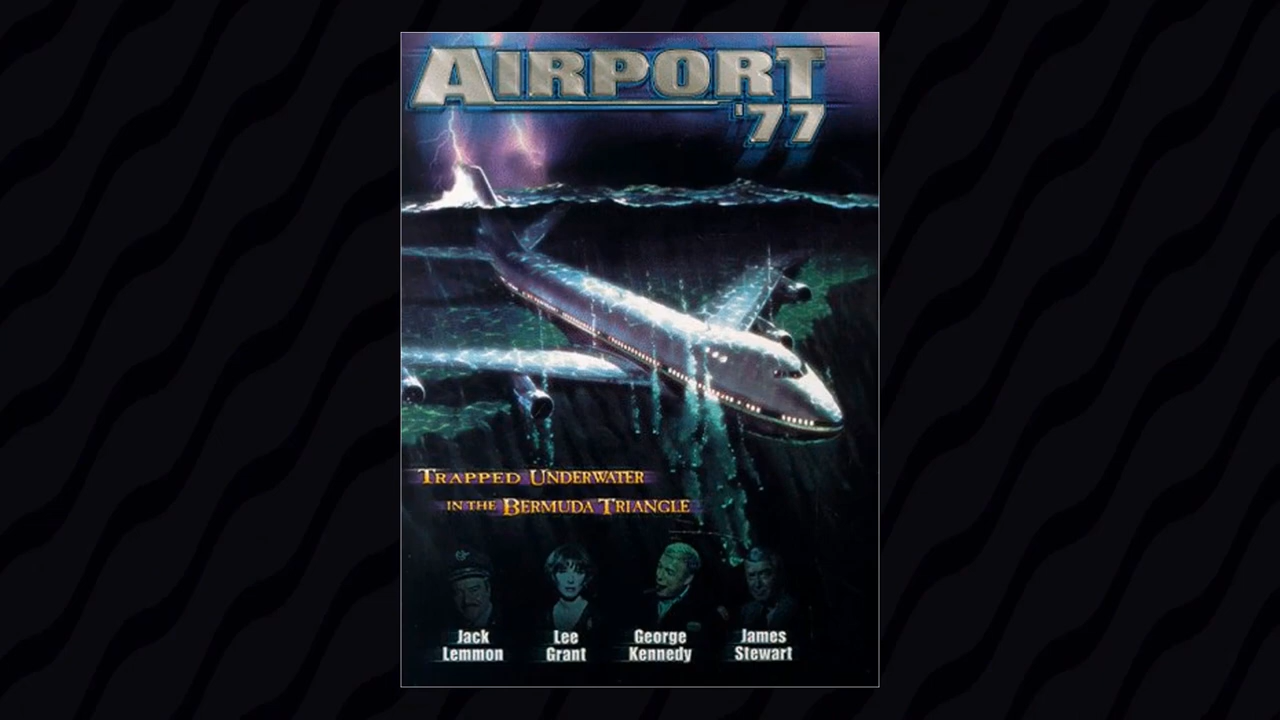 AIRPORT
'77
TRAPPED UNDERWATER
IN THE BERMUDA TRIANGLE
Jack
Lemmon
Lee
Grant
George
Kennedy
James
Stewart